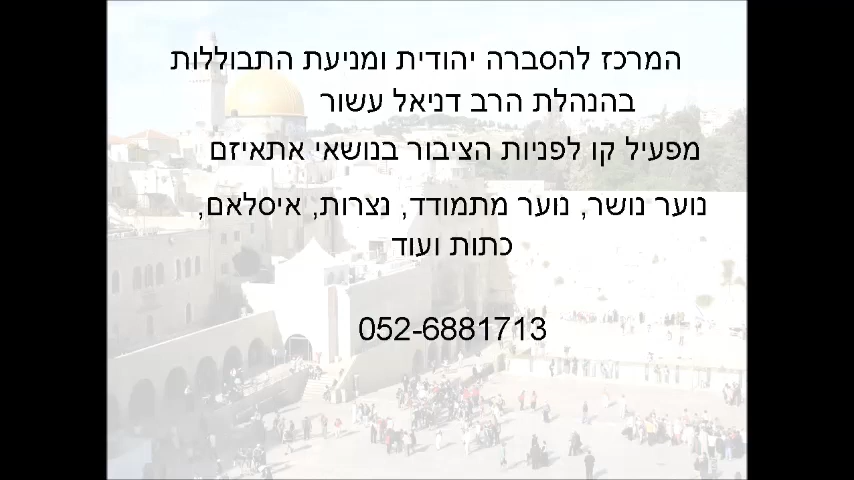 המרכז להסברה יהודית ומניעת התבוללות
בהנהלת הרב דניאל עשור
מפעיל קו לפניות הציבור בנושאי אתאיזם
נוער נושר, נוער מתמודד, נצרות, איסלאם,
כתות ועוד
052-6881713